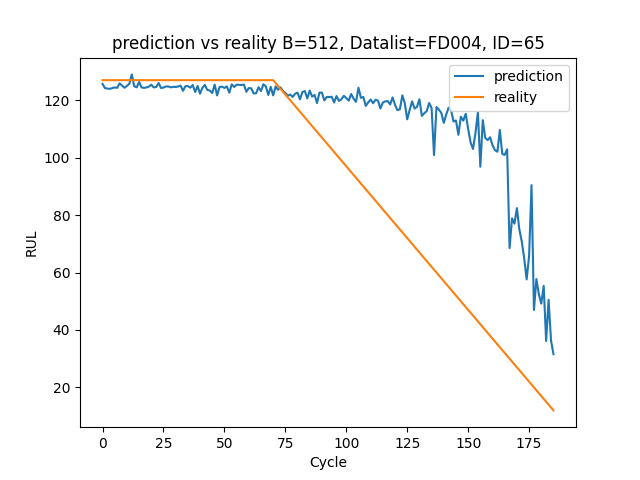 prediction vs reality B=512, Datalist=FD004, ID=65
prediction
reality
RUL
120
100
80
60
40
20
0 25 50 75 100 125 150 175
Cycle